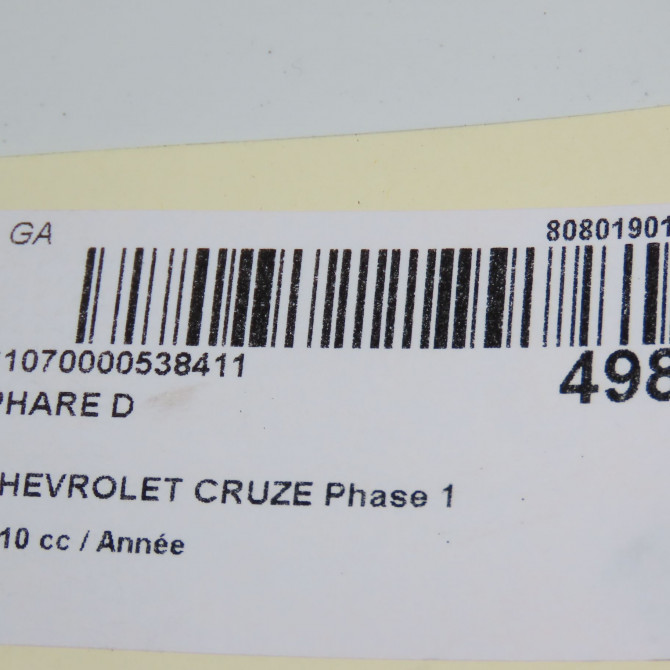 GA 80801901
1070000538411
498
PHARE D
HEVROLET CRUZE Phase 1
10 cc / Année